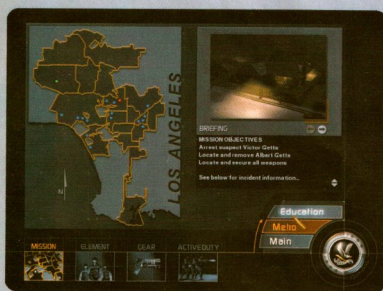 LOS ANGELES
N
BRIEFING
MISSION OBJECTIVES
Arrest suspect Victor Getts
Locate and remove Albert Getts
Locate and secure all weapons
See below for incident information...
Education
Metro
Main
MISSION
ELEMENT
GEAR
ACTIVE DUTY